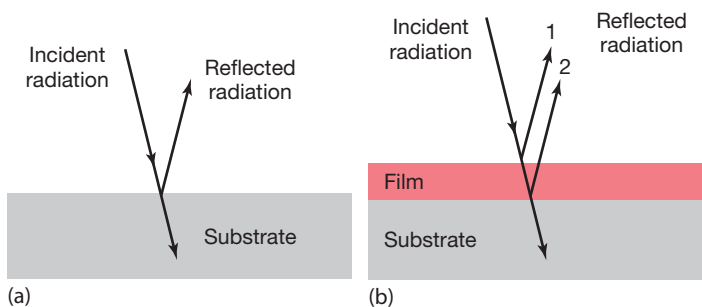 Incident
radiation
Reflected
radiation
Substrate
(a)
Incident
radiation
1
2
Reflected
radiation
Film
Substrate
(b)